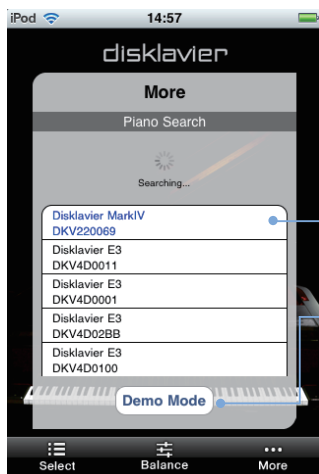 iPod 14:57
disklavier
More
Piano Search
Searching...
Disklavier MarkIV
DKV220069
Disklavier E3
DKV4D0011
Disklavier E3
DKV4D0001
Disklavier E3
DKV4D02BB
Disklavier E3
DKV4D0100
Demo Mode
Select Balance More